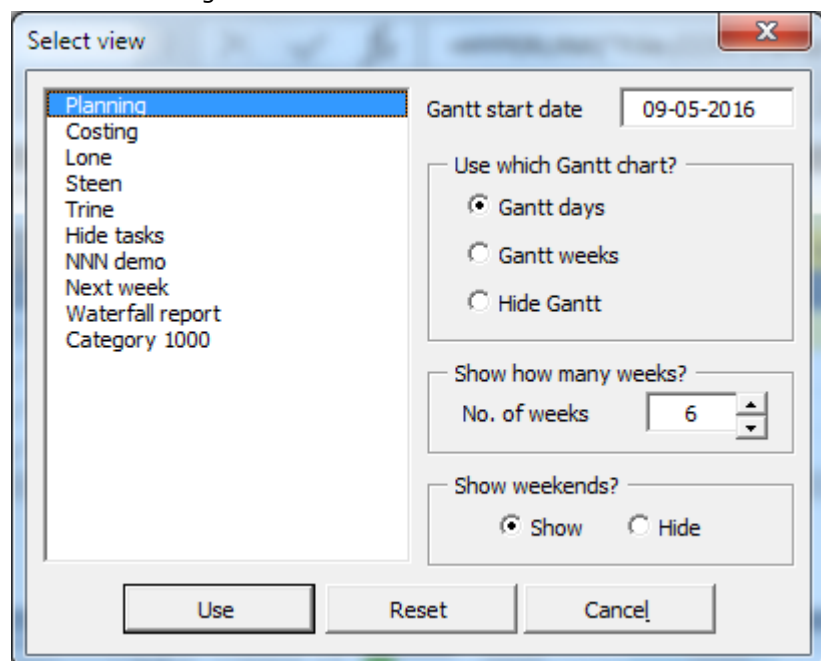 Select view
Planning
Costing
Lone
Steen
Trine
Hide tasks
NNN demo
Next week
Waterfall report
Category 1000
Gantt start date 09-05-2016
Use which Gantt chart?
Gantt days
Gantt weeks
Hide Gantt
Show how many weeks?
No. of weeks 6
Show weekends?
Show Hide
Use Reset Cancel